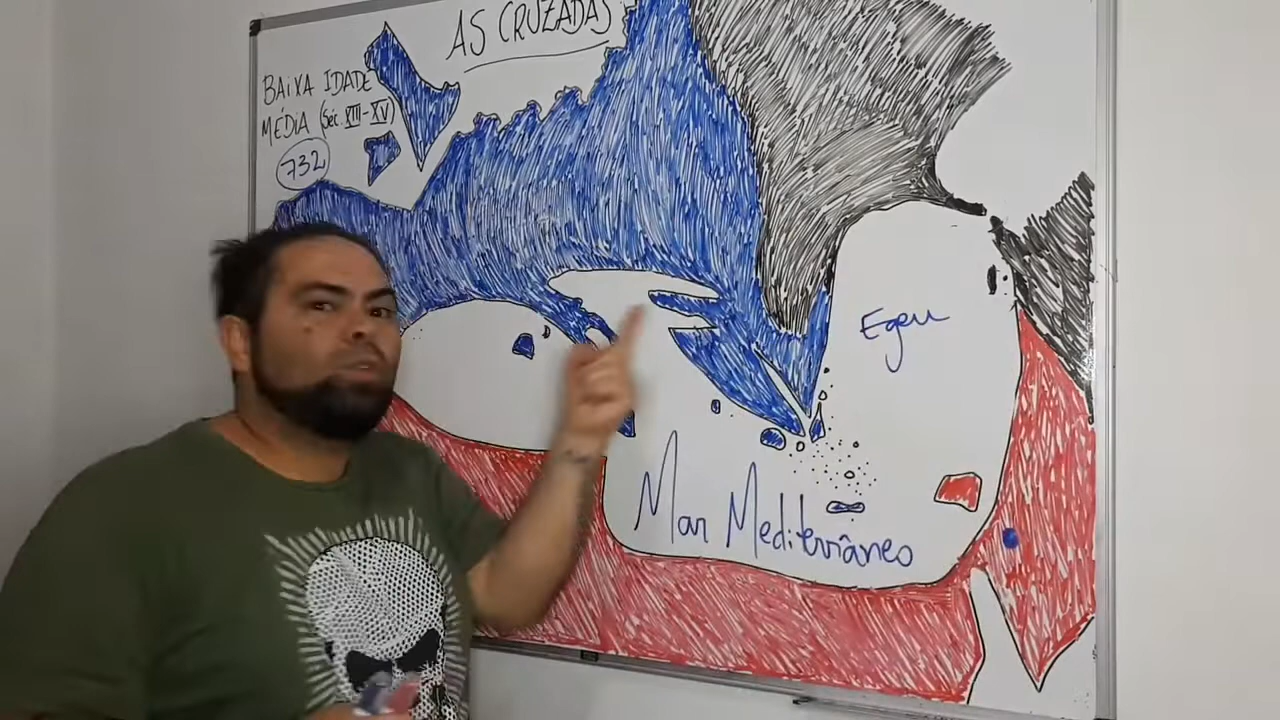 AS CRUZADAS
BAIXA IDADE
MÉDIA (Séc. XIII-XV)
732
Egeu
Mar Mediterrâneo